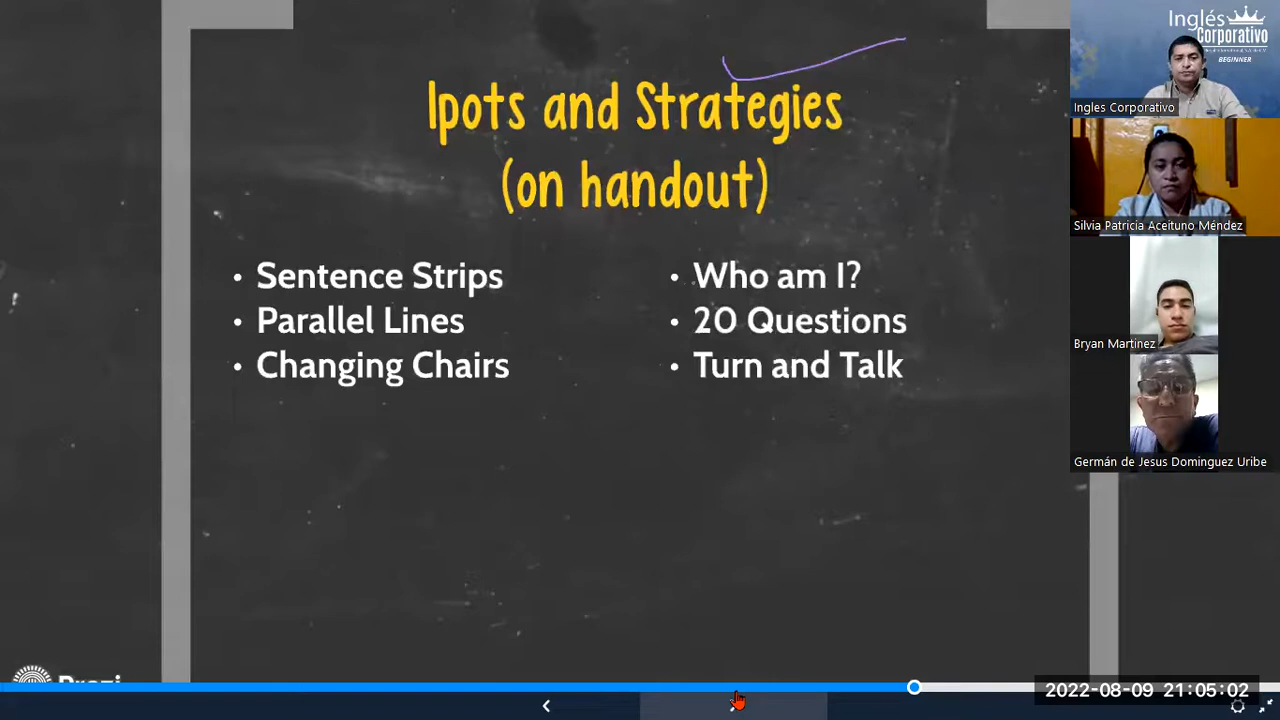 Ipots and Strategies
(on handout)
• Sentence Strips
• Parallel Lines
• Changing Chairs
• Who am I?
• 20 Questions
• Turn and Talk
Inglés
Corporativo
BEGINNER
Ingles Corporativo
Silvia Patricia Aceituno Méndez
Bryan Martinez
Germán de Jesus Dominguez Uribe
Prezi
2022-08-09 21:05:02